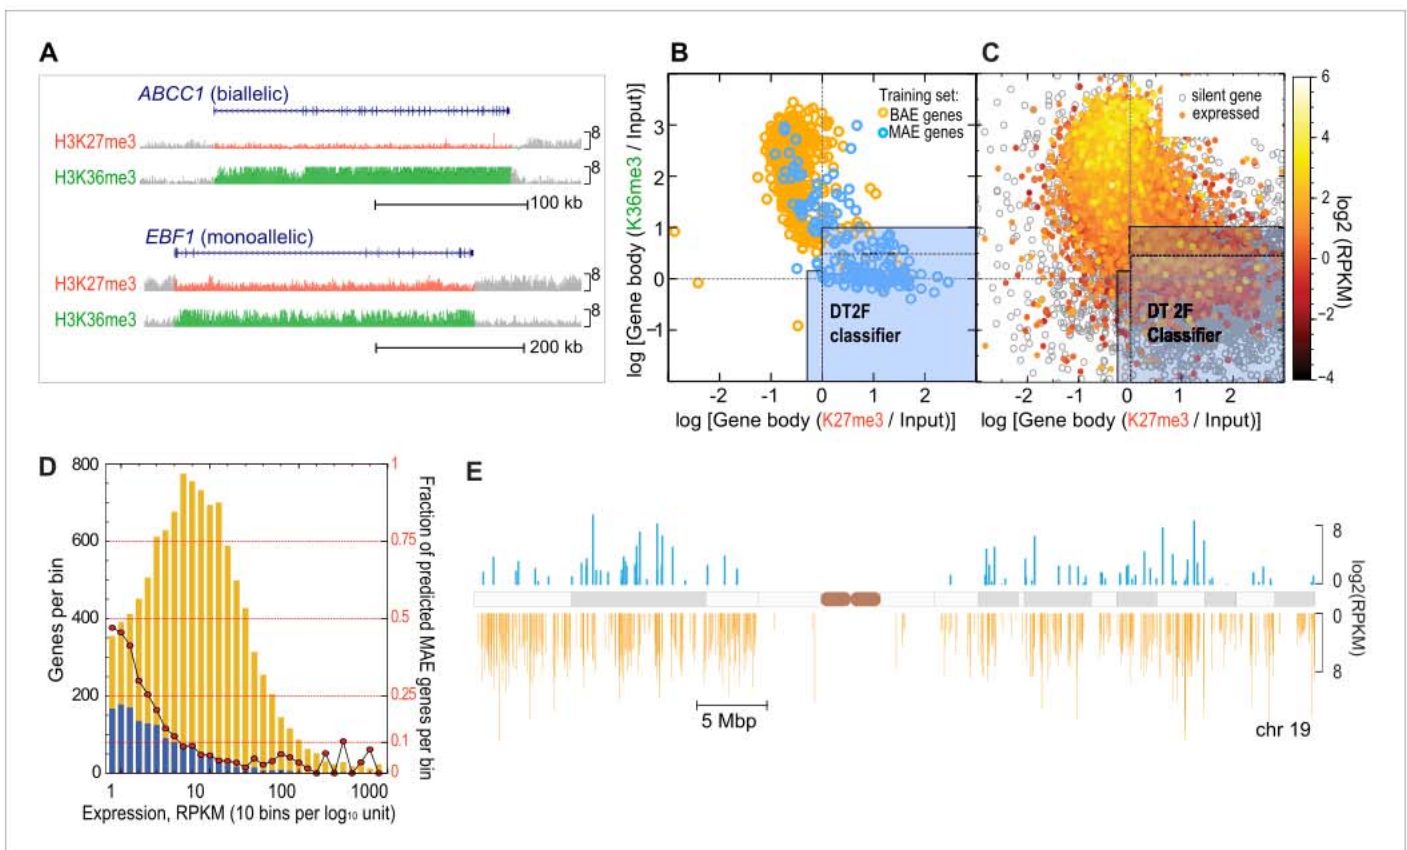 A
ABCC1 (biallelic)
H3K27me3
8
H3K36me3
8
100 kb
EBF1 (monoallelic)
H3K27me3
8
H3K36me3
8
200 kb
B
log [Gene body (K36me3 / Input)]
3
2
1
0
−1
Training set:
BAE genes
MAE genes
DT2F
classifier
-2
-1
0
1
2
log [Gene body (K27me3 / Input)]
C
silent gene
expressed
DT 2F
Classifier
-2
-1
0
1
2
log [Gene body (K27me3 / Input)]
6
4
2
0
−2
−4
log2 (RPKM)
D
800
600
400
200
0
Genes per bin
1
0.75
0.5
0.25
0.1
0
Fraction of predicted MAE genes per bin
1
10
100
1000
Expression, RPKM (10 bins per log10 unit)
E
8
0
0
8
log2(RPKM)
5 Mbp
chr 19